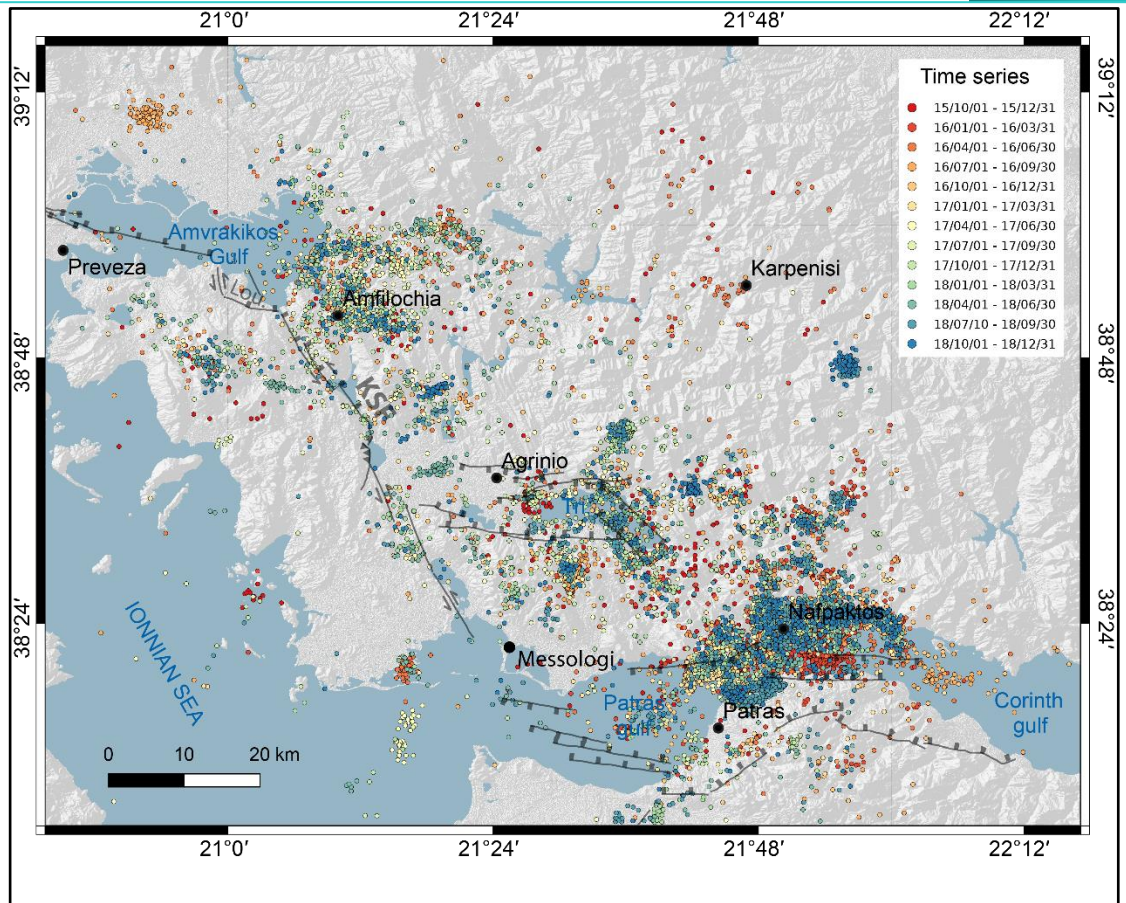 21°0′ 21°24′ 21°48′ 22°12′
39°12′ 39°12′
Time series
15/10/01 - 15/12/31
16/01/01 - 16/03/31
16/04/01 - 16/06/30
16/07/01 - 16/09/30
16/10/01 - 16/12/31
17/01/01 - 17/03/31
17/04/01 - 17/06/30
17/07/01 - 17/09/30
17/10/01 - 17/12/31
18/01/01 - 18/03/31
18/04/01 - 18/06/30
18/07/10 - 18/09/30
18/10/01 - 18/12/31
Amvrakikos
Gulf
Preveza
Karpenisi
Lou
Amfilochia
38°48′ 38°48′
KSR
Agrinio
Tri.
38°24′ 38°24′
Nafpaktos
IONNIAN SEA
Messologi
Patras
gulf
Patras
Corinth
gulf
0 10 20 km
21°0′ 21°24′ 21°48′ 22°12′